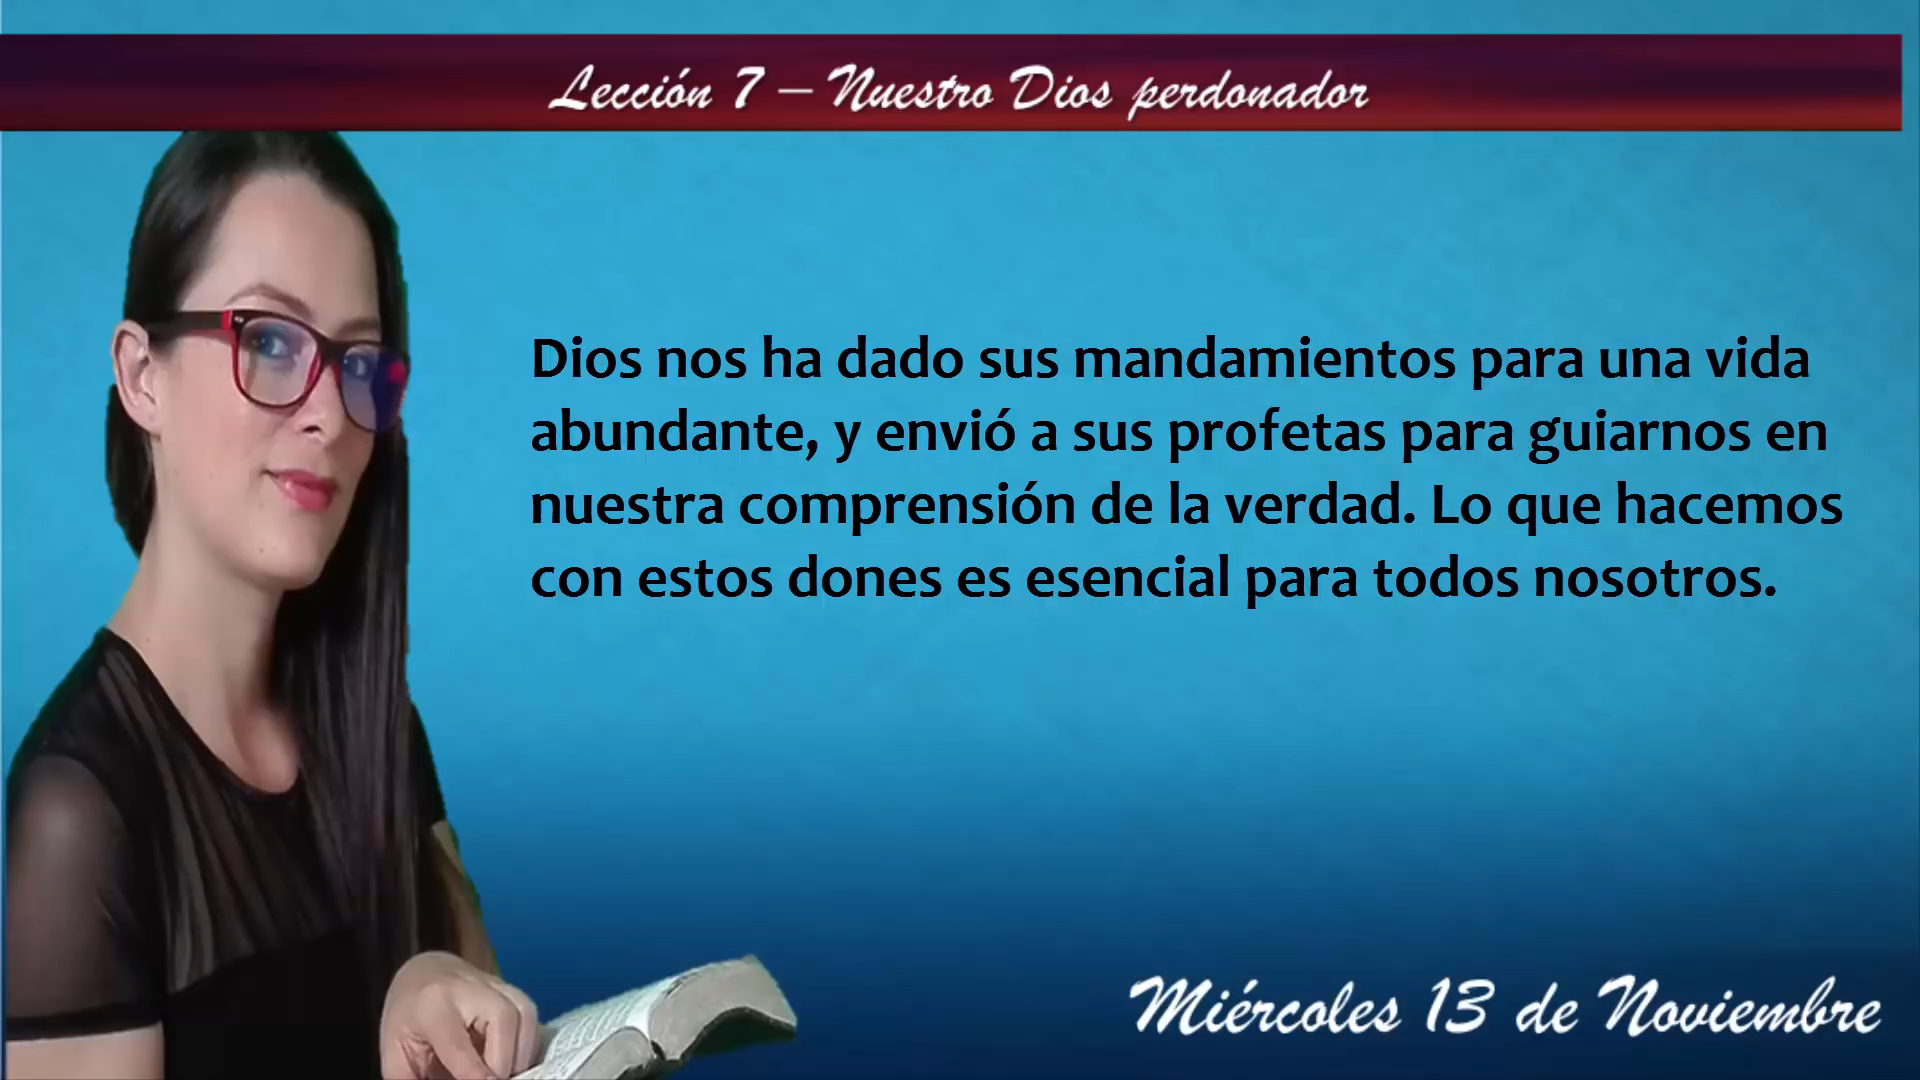 Lección 7 – Nuestro Dios perdonador
Dios nos ha dado sus mandamientos para una vida
abundante, y envió a sus profetas para guiarnos en
nuestra comprensión de la verdad. Lo que hacemos
con estos dones es esencial para todos nosotros.
Miércoles 13 de Noviembre